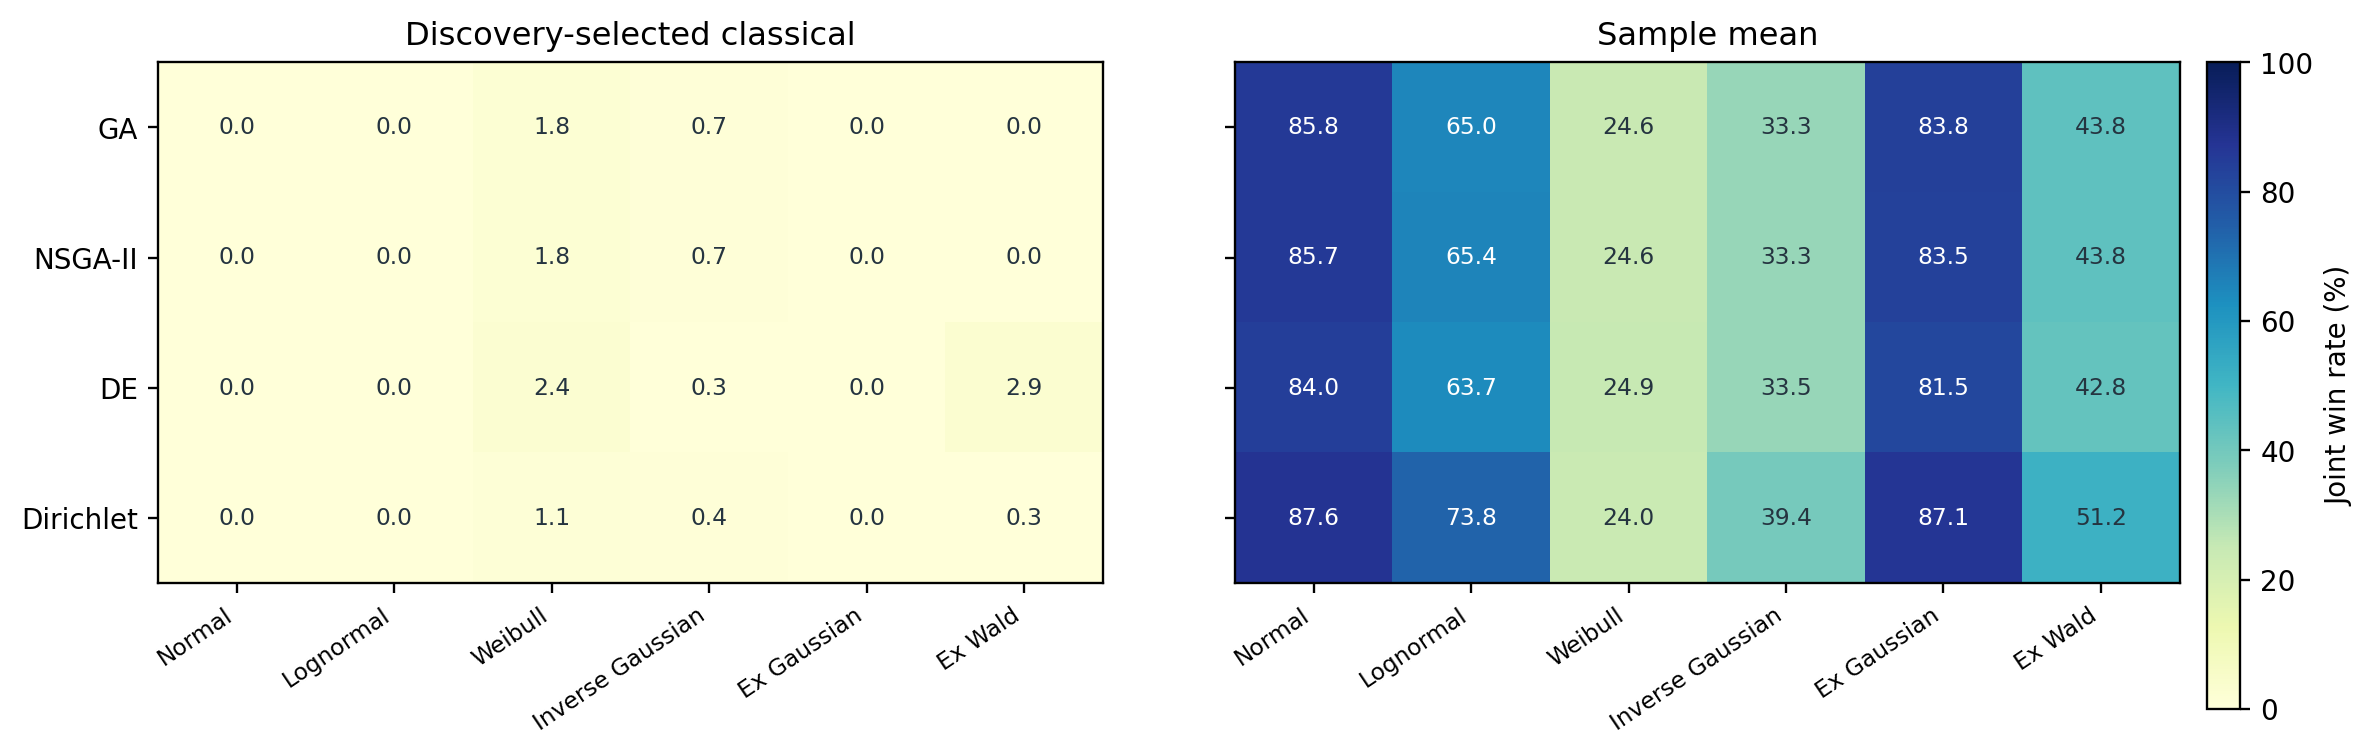 Discovery-selected classical
Sample mean
GA
0.0 0.0 1.8 0.7 0.0 0.0
85.8 65.0 24.6 33.3 83.8 43.8
NSGA-II
0.0 0.0 1.8 0.7 0.0 0.0
85.7 65.4 24.6 33.3 83.5 43.8
DE
0.0 0.0 2.4 0.3 0.0 2.9
84.0 63.7 24.9 33.5 81.5 42.8
Dirichlet
0.0 0.0 1.1 0.4 0.0 0.3
87.6 73.8 24.0 39.4 87.1 51.2
Normal
Lognormal
Weibull
Inverse Gaussian
Ex Gaussian
Ex Wald
Normal
Lognormal
Weibull
Inverse Gaussian
Ex Gaussian
Ex Wald
100
80
60
40
20
0
Joint win rate (%)